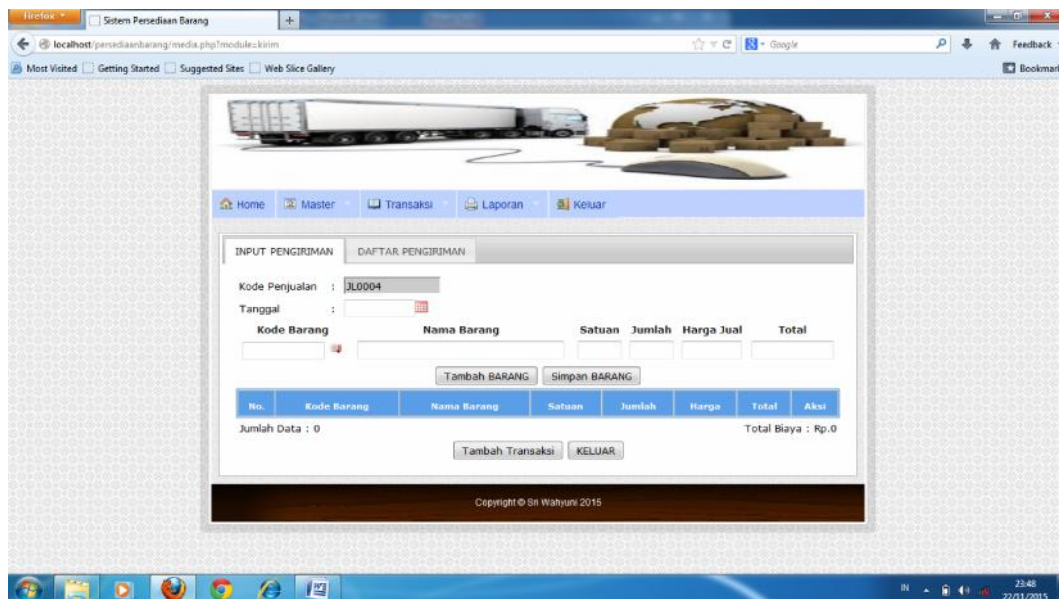 Firefox
Sistem Persediaan Barang
localhost/persediaanbarang/media.php?module=kirim
Google
Feedback
Most Visited Getting Started Suggested Sites Web Slice Gallery
Bookmar
Home Master Transaksi Laporan Keluar
INPUT PENGIRIMAN DAFTAR PENGIRIMAN
Kode Penjualan : JL0004
Tanggal :
Kode Barang Nama Barang Satuan Jumlah Harga Jual Total
Tambah BARANG Simpan BARANG
No. Kode Barang Nama Barang Satuan Jumlah Harga Total Aksi
Jumlah Data : 0 Total Biaya : Rp.0
Tambah Transaksi KELUAR
Copyright © Sri Wahyuni 2015
IN
23:48
22/11/2015